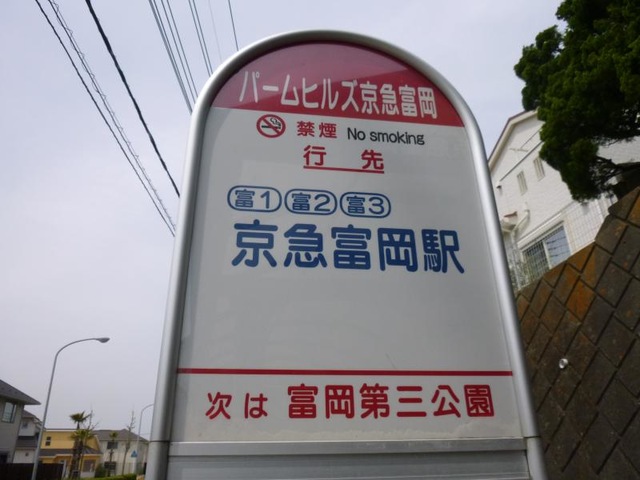 パームヒルズ京急富岡
禁煙 No smoking
行先
富1 富2 富3
京急富岡駅
次は 富岡第三公園